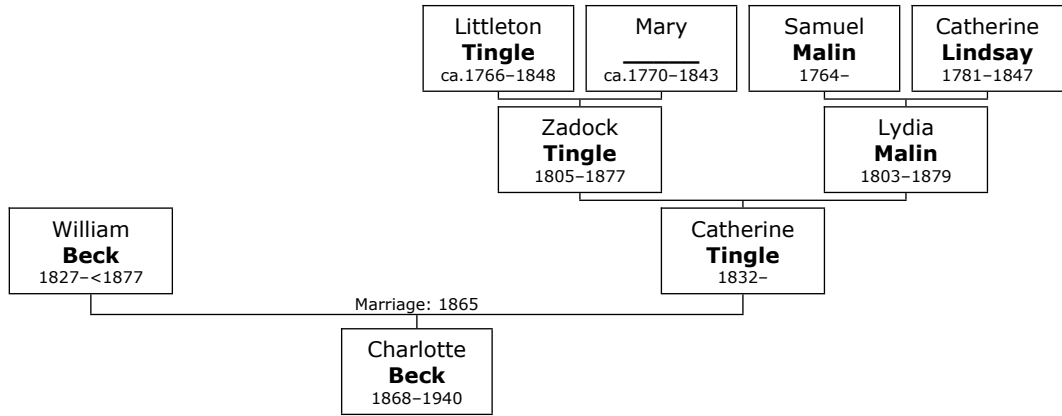 Littleton
Tingle
ca.1766–1848
Mary
ca.1770–1843
Samuel
Malin
1764–
Catherine
Lindsay
1781–1847
Zadock
Tingle
1805–1877
Lydia
Malin
1803–1879
William
Beck
1827–<1877
Catherine
Tingle
1832–
Marriage: 1865
Charlotte
Beck
1868–1940